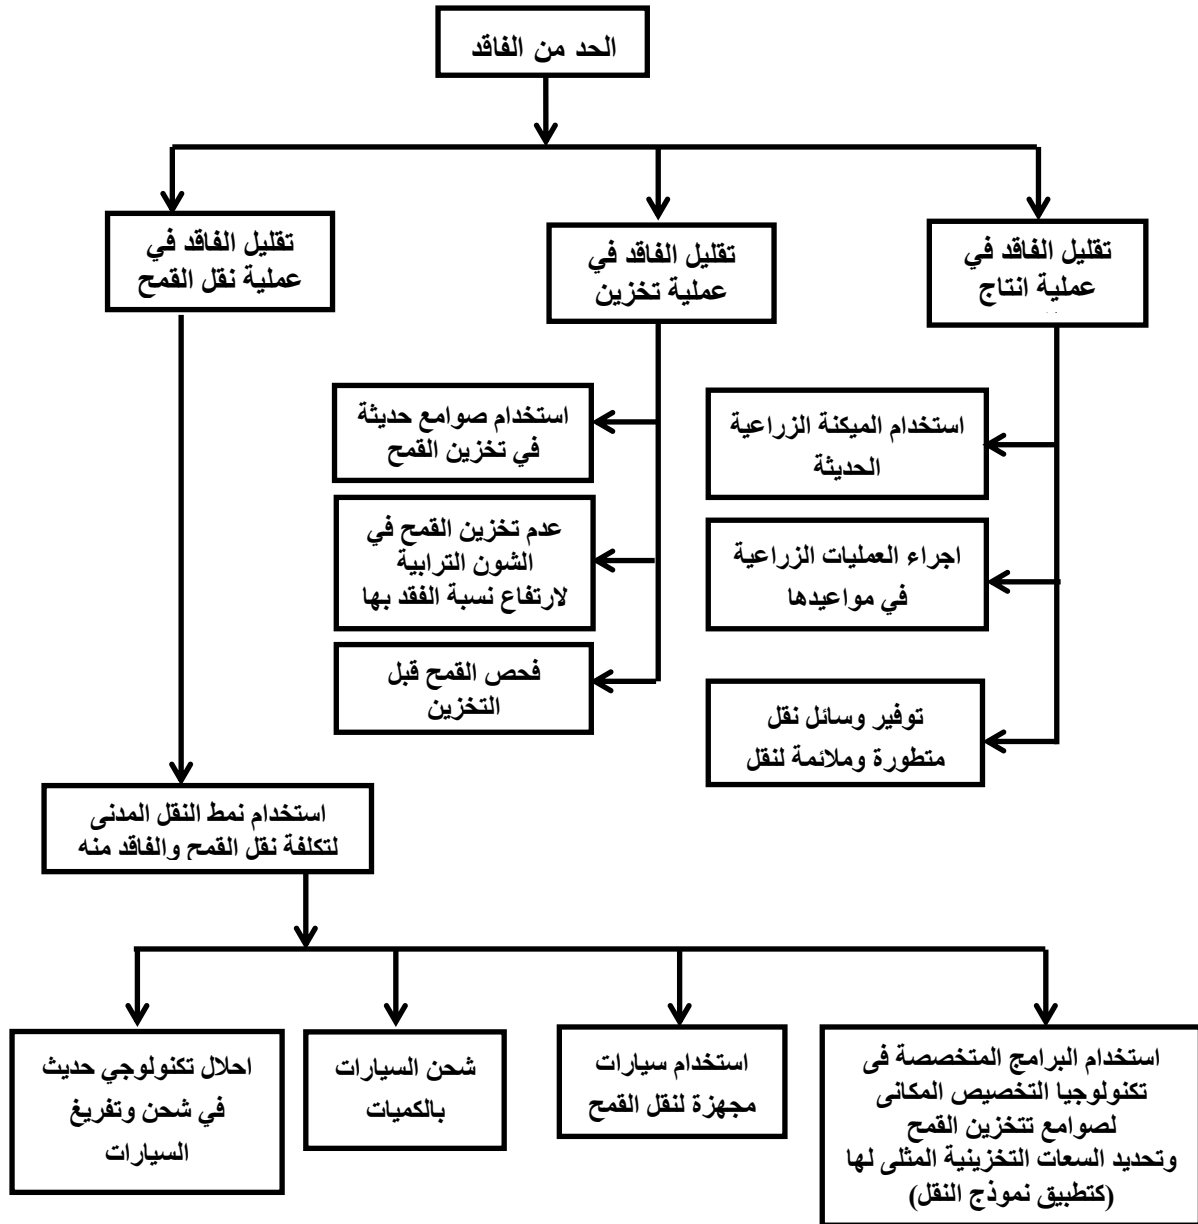 الحد من الفاقد
تقليل الفاقد في
عملية انتاج
تقليل الفاقد في
عملية تخزين
تقليل الفاقد في
عملية نقل القمح
استخدام الميكنة الزراعية
الحديثة
اجراء العمليات الزراعية
في مواعيدها
توفير وسائل نقل
متطورة وملائمة لنقل
استخدام صوامع حديثة
في تخزين القمح
عدم تخزين القمح في
الشون الترابية
لارتفاع نسبة الفقد بها
فحص القمح قبل
التخزين
استخدام نمط النقل المدنى
لتكلفة نقل القمح والفاقد منه
استخدام البرامج المتخصصة فى
تكنولوجيا التخصيص المكانى
لصوامع تتخزين القمح
وتحديد السعات التخزينية المثلى لها
(كتطبيق نموذج النقل)
استخدام سيارات
مجهزة لنقل القمح
شحن السيارات
بالكميات
احلال تكنولوجي حديث
في شحن وتفريغ
السيارات